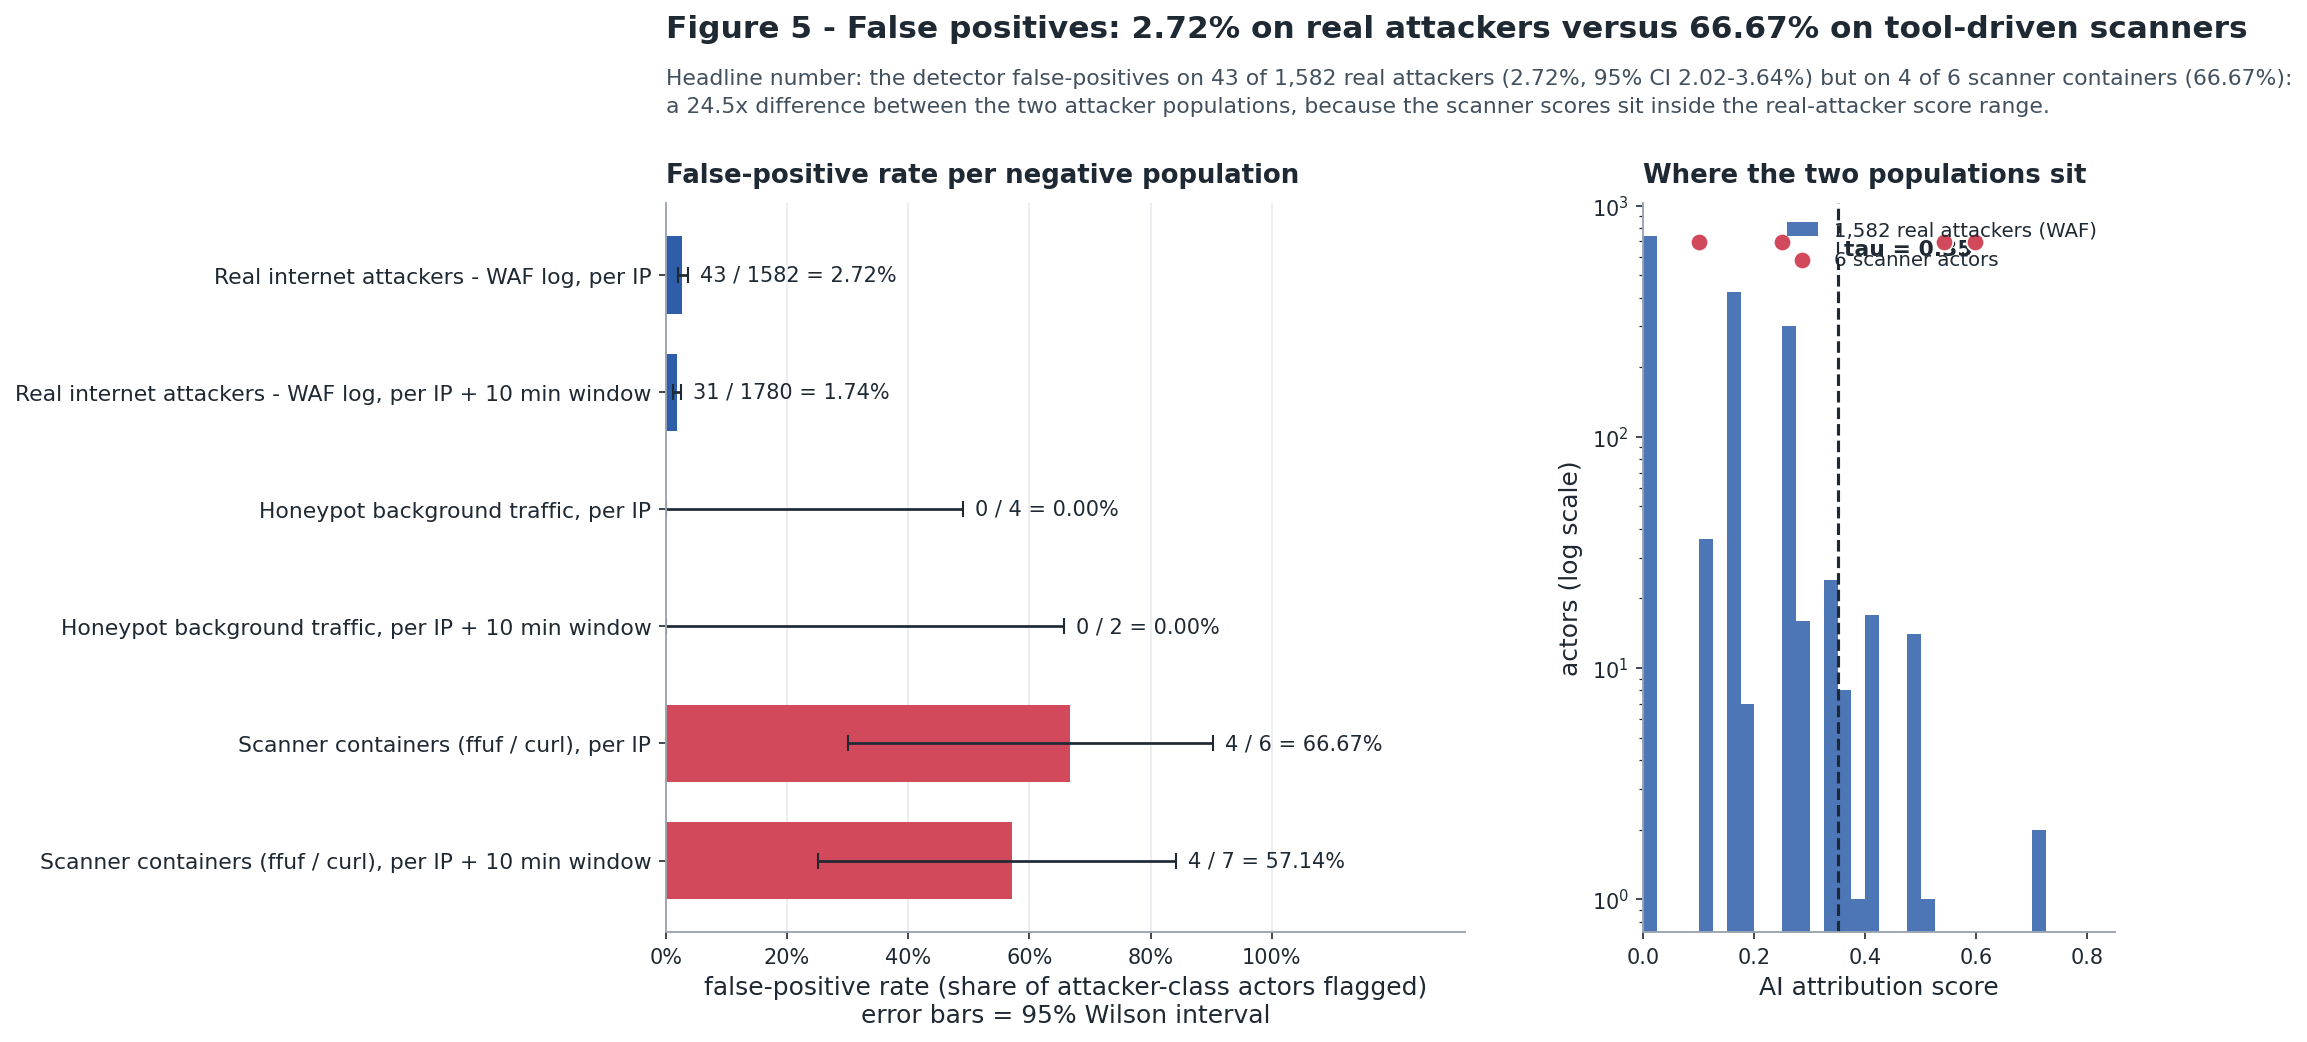 Figure 5 - False positives: 2.72% on real attackers versus 66.67% on tool-driven scanners
Headline number: the detector false-positives on 43 of 1,582 real attackers (2.72%, 95% CI 2.02-3.64%) but on 4 of 6 scanner containers (66.67%):
a 24.5x difference between the two attacker populations, because the scanner scores sit inside the real-attacker score range.
False-positive rate per negative population
Real internet attackers - WAF log, per IP
43 / 1582 = 2.72%
Real internet attackers - WAF log, per IP + 10 min window
31 / 1780 = 1.74%
Honeypot background traffic, per IP
0 / 4 = 0.00%
Honeypot background traffic, per IP + 10 min window
0 / 2 = 0.00%
Scanner containers (ffuf / curl), per IP
4 / 6 = 66.67%
Scanner containers (ffuf / curl), per IP + 10 min window
4 / 7 = 57.14%
0% 20% 40% 60% 80% 100%
false-positive rate (share of attacker-class actors flagged)
error bars = 95% Wilson interval
Where the two populations sit
1,582 real attackers (WAF)
tau = 0.35
6 scanner actors
10³
10²
10¹
10⁰
actors (log scale)
0.0 0.2 0.4 0.6 0.8
AI attribution score